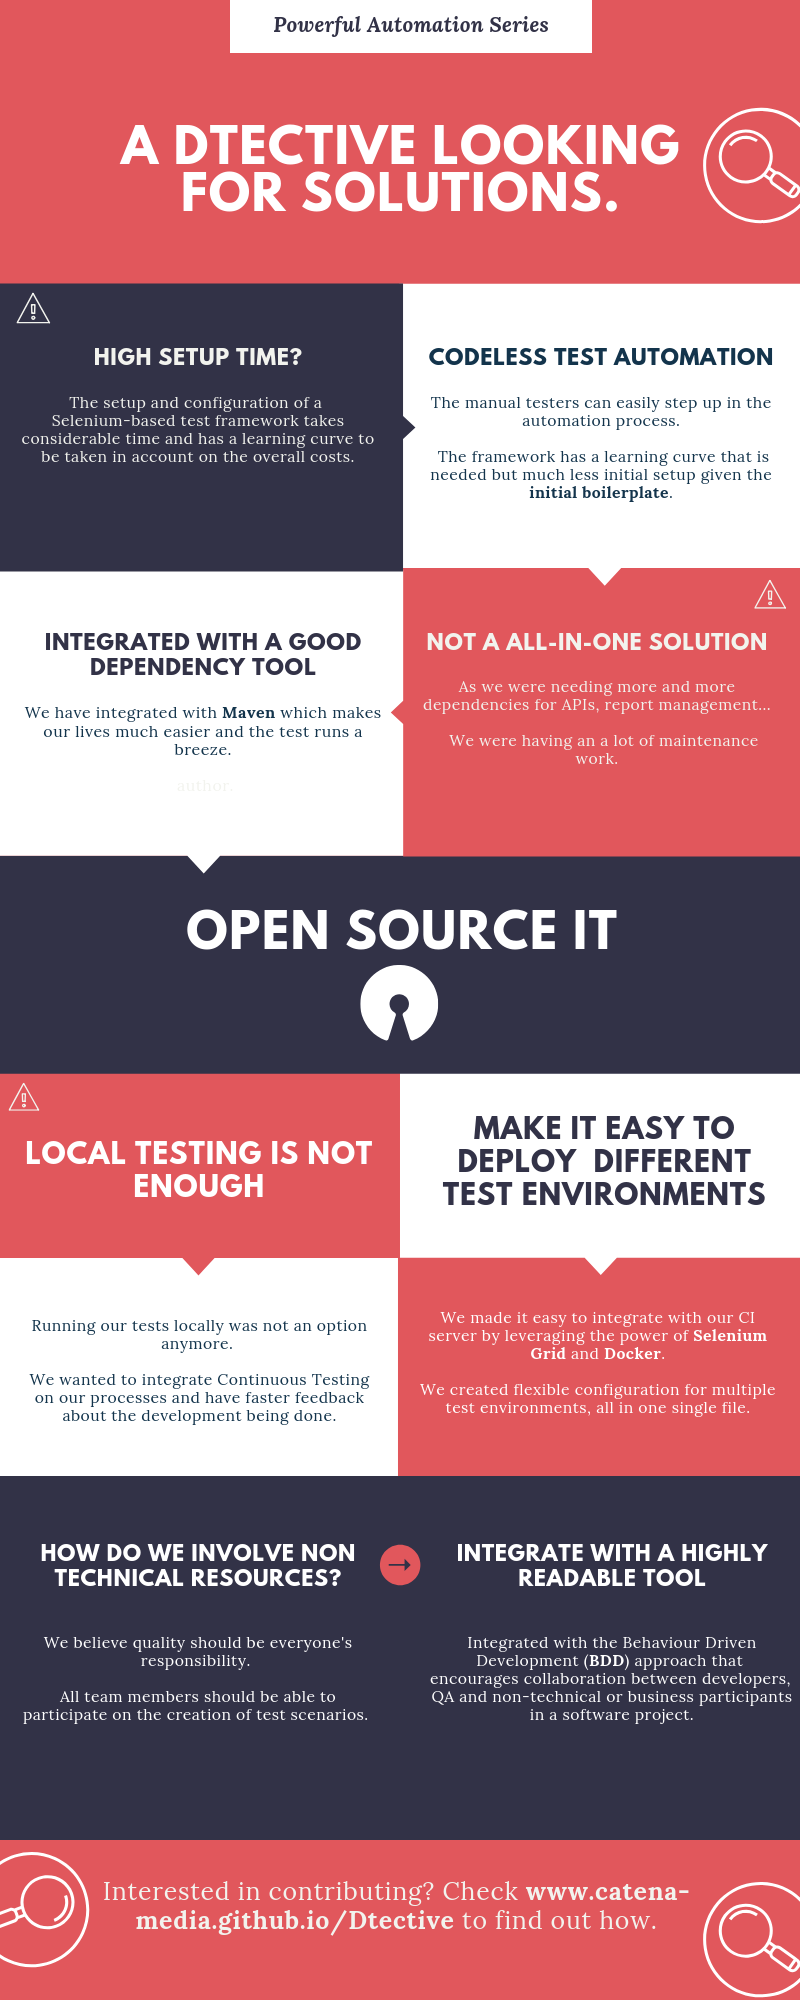 Powerful Automation Series
A DTECTIVE LOOKING
FOR SOLUTIONS.
HIGH SETUP TIME?
The setup and configuration of a
Selenium-based test framework takes
considerable time and has a learning curve to
be taken in account on the overall costs.
CODELESS TEST AUTOMATION
The manual testers can easily step up in the
automation process.
The framework has a learning curve that is
needed but much less initial setup given the
initial boilerplate.
INTEGRATED WITH A GOOD
DEPENDENCY TOOL
We have integrated with Maven which makes
our lives much easier and the test runs a
breeze.
author.
NOT A ALL-IN-ONE SOLUTION
As we were needing more and more
dependencies for APIs, report management...
We were having an a lot of maintenance
work.
OPEN SOURCE IT
LOCAL TESTING IS NOT
ENOUGH
MAKE IT EASY TO
DEPLOY  DIFFERENT
TEST ENVIRONMENTS
Running our tests locally was not an option
anymore.
We wanted to integrate Continuous Testing
on our processes and have faster feedback
about the development being done.
We made it easy to integrate with our CI
server by leveraging the power of Selenium
Grid and Docker.
We created flexible configuration for multiple
test environments, all in one single file.
HOW DO WE INVOLVE NON
TECHNICAL RESOURCES?
We believe quality should be everyone's
responsibility.
All team members should be able to
participate on the creation of test scenarios.
INTEGRATE WITH A HIGHLY
READABLE TOOL
Integrated with the Behaviour Driven
Development (BDD) approach that
encourages collaboration between developers,
QA and non-technical or business participants
in a software project.
Interested in contributing? Check www.catena-
media.github.io/Dtective to find out how.